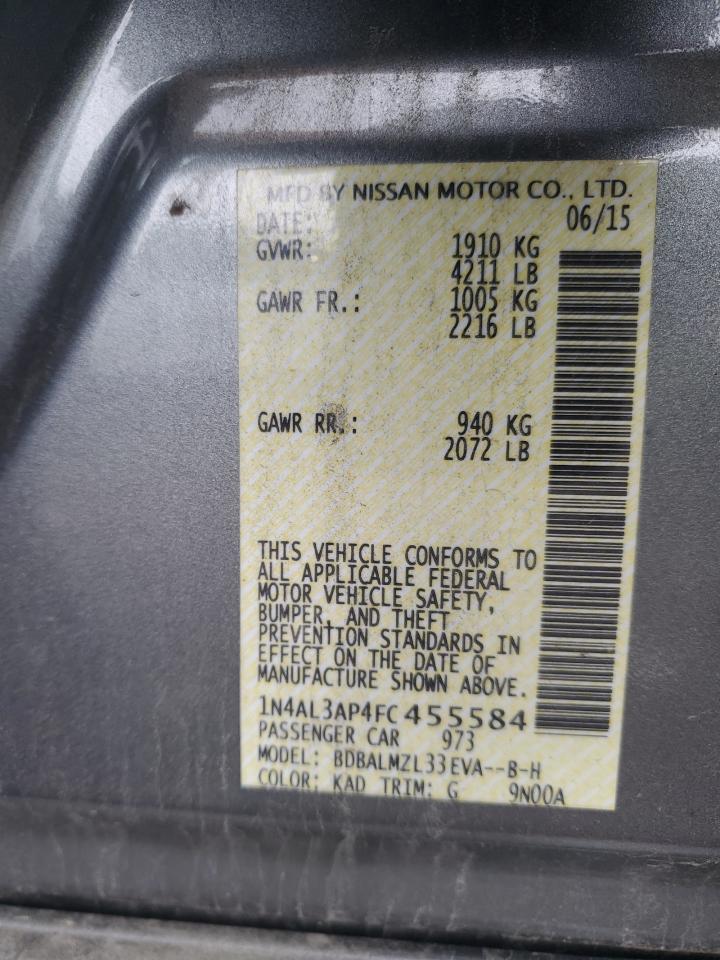 MFD BY NISSAN MOTOR CO., LTD.
DATE: 06/15
GVWR: 1910 KG
4211 LB
GAWR FR.: 1005 KG
2216 LB
GAWR RR.: 940 KG
2072 LB
THIS VEHICLE CONFORMS TO
ALL APPLICABLE FEDERAL
MOTOR VEHICLE SAFETY,
BUMPER, AND THEFT
PREVENTION STANDARDS IN
EFFECT ON THE DATE OF
MANUFACTURE SHOWN ABOVE.
1N4AL3AP4FC455584
PASSENGER CAR 973
MODEL: BDBALMZL33EVA--B-H
COLOR: KAD TRIM: G 9N00A